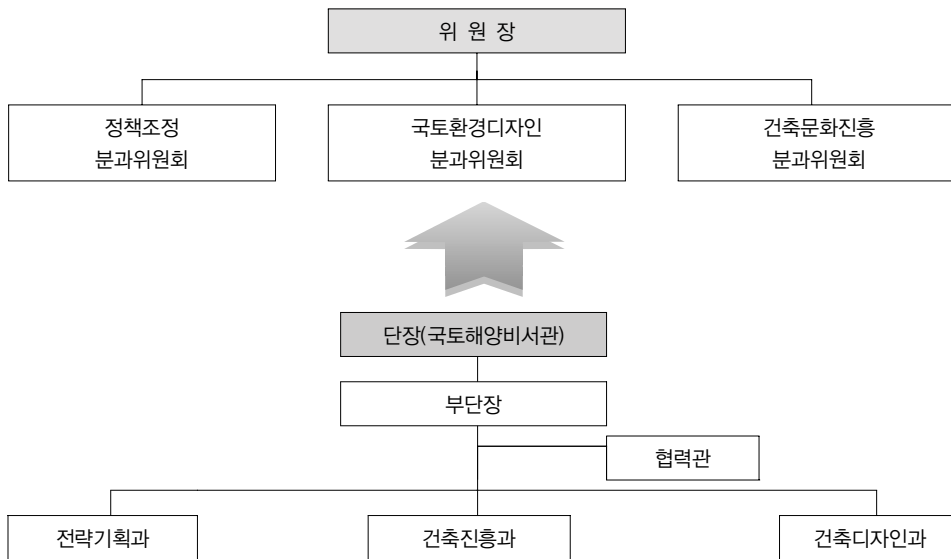 위 원 장
정책조정
분과위원회
국토환경디자인
분과위원회
건축문화진흥
분과위원회
단장(국토해양비서관)
부단장
협력관
전략기획과
건축진흥과
건축디자인과